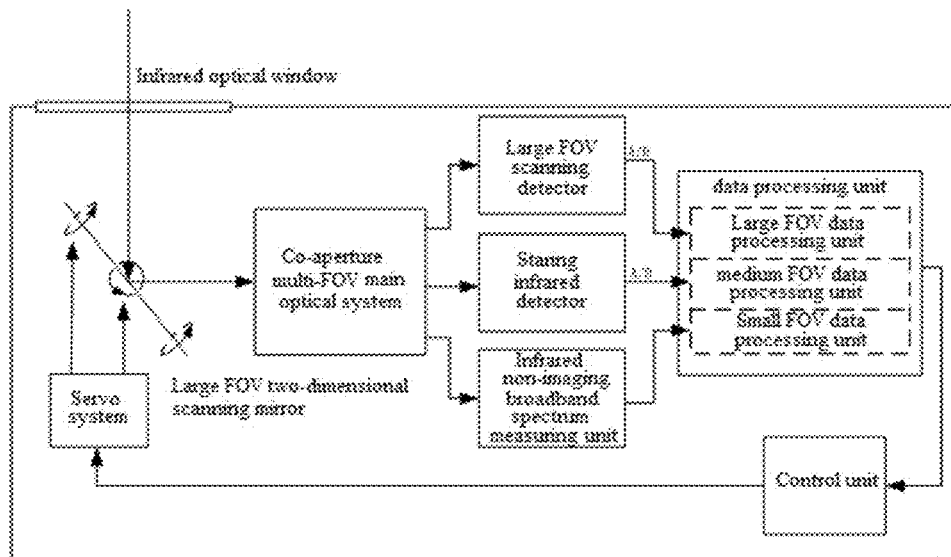 Infrared optical window
Large FOV
scanning
detector
A/D
data processing unit
Large FOV data
processing unit
Co-aperture
multi-FOV main
optical system
Staring
infrared
detector
A/D
medium FOV data
processing unit
Small FOV data
processing unit
Infrared
non-imaging
broadband
spectrum
measuring unit
Large FOV two-dimensional
scanning mirror
Servo
system
Control unit